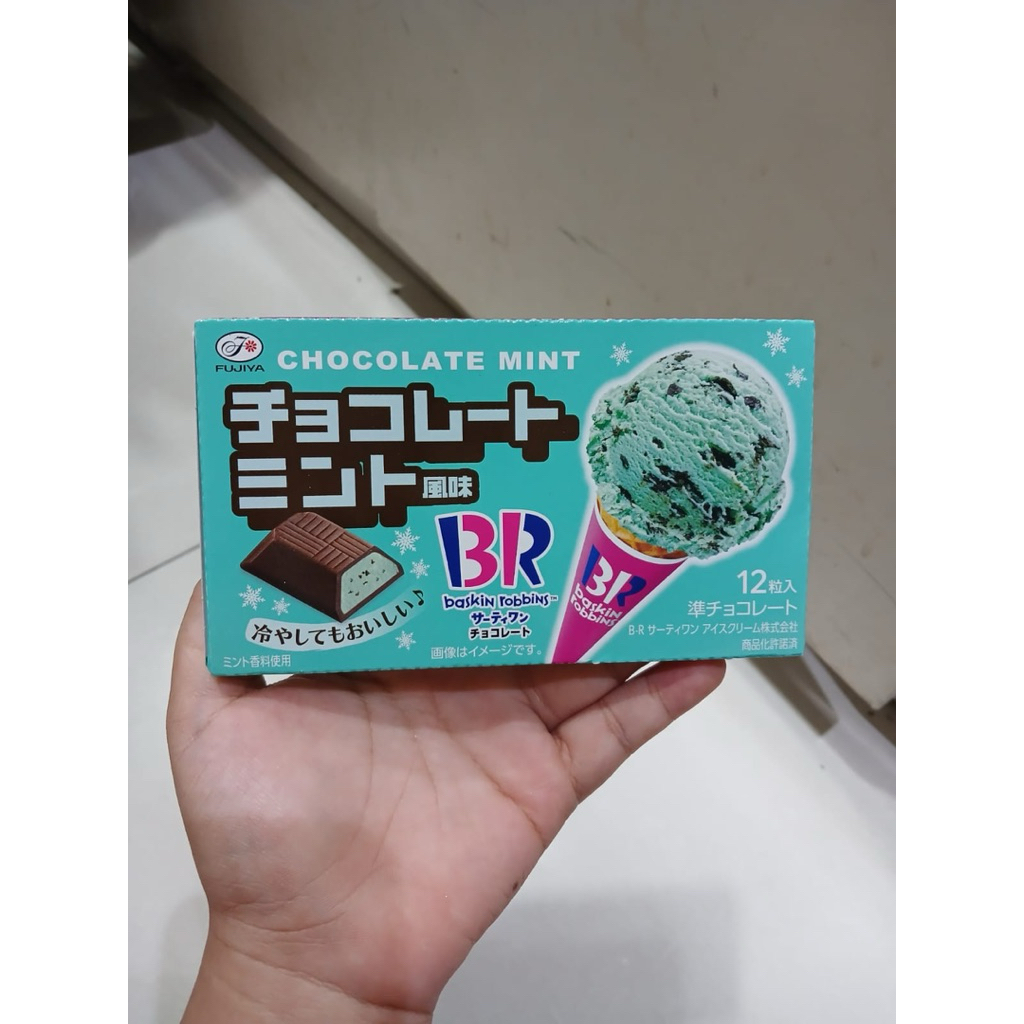 FUJIYA
CHOCOLATE MINT
チョコレート
ミント風味
BR
baskin robbins™
サーティワン
チョコレート
画像はイメージです。
冷やしてもおいしい♪
ミント香料使用
BR
baskin
robbins
12粒入
準チョコレート
B-R サーティワン アイスクリーム株式会社
商品化許諾済